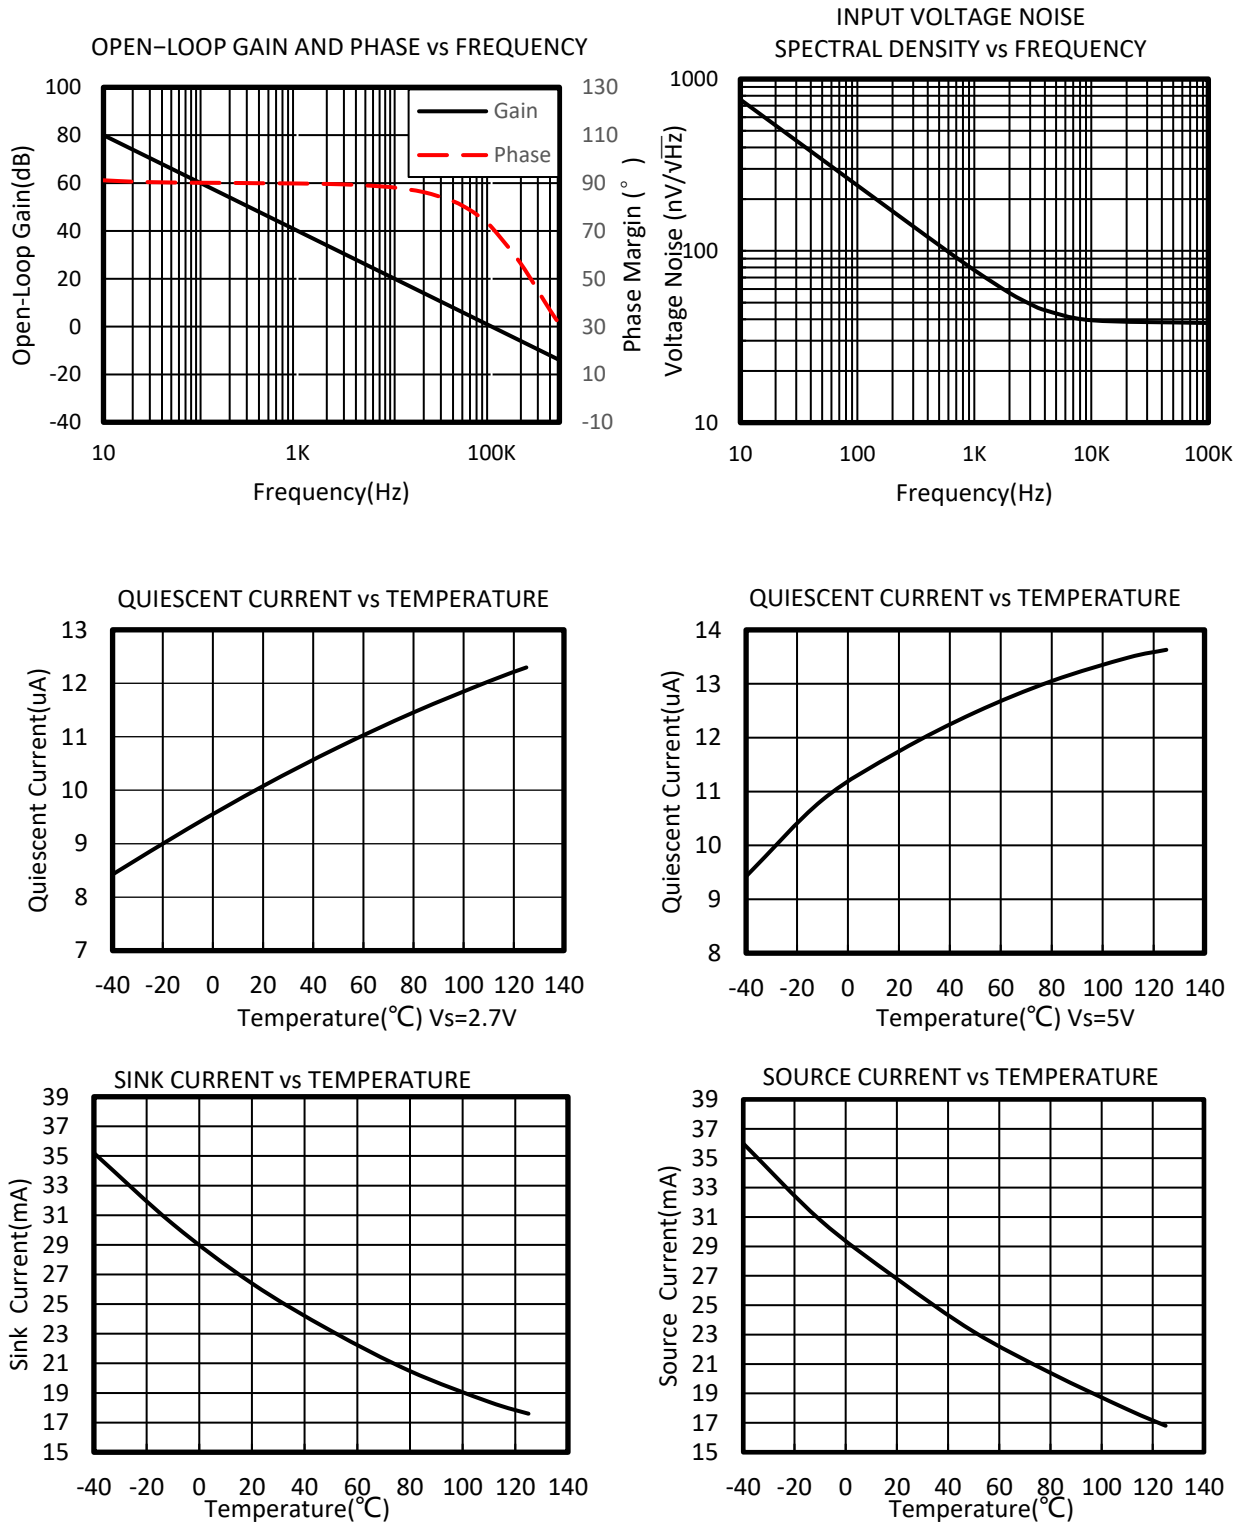 OPEN–LOOP GAIN AND PHASE vs FREQUENCY
100
80
60
40
20
0
-20
-40
Open-Loop Gain(dB)
130
110
90
70
50
30
10
-10
Phase Margin (° )
Gain
Phase
10 1K 100K
Frequency(Hz)
INPUT VOLTAGE NOISE
SPECTRAL DENSITY vs FREQUENCY
1000
100
10
Voltage Noise (nV/√Hz)
10 100 1K 10K 100K
Frequency(Hz)
QUIESCENT CURRENT vs TEMPERATURE
13
12
11
10
9
8
7
Quiescent Current(uA)
-40 -20 0 20 40 60 80 100 120 140
Temperature(℃) Vs=2.7V
QUIESCENT CURRENT vs TEMPERATURE
14
13
12
11
10
9
8
Quiescent Current(uA)
-40 -20 0 20 40 60 80 100 120 140
Temperature(℃) Vs=5V
SINK CURRENT vs TEMPERATURE
39
37
35
33
31
29
27
25
23
21
19
17
15
Sink Current(mA)
-40 -20 0 20 40 60 80 100 120 140
Temperature(℃)
SOURCE CURRENT vs TEMPERATURE
39
37
35
33
31
29
27
25
23
21
19
17
15
Source Current(mA)
-40 -20 0 20 40 60 80 100 120 140
Temperature(℃)